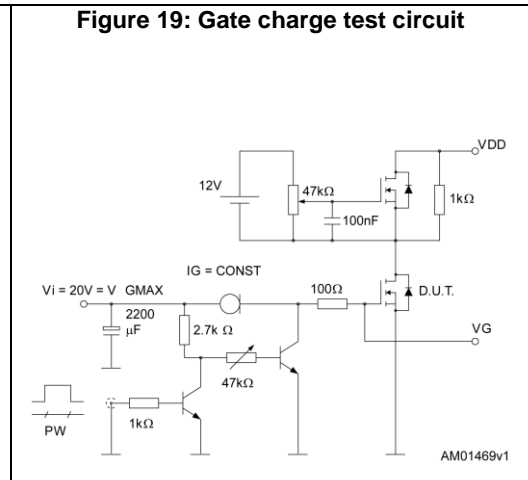 Figure 19: Gate charge test circuit
VDD
12V
47kΩ
1kΩ
100nF
IG = CONST
Vi = 20V = V GMAX
100Ω
D.U.T.
2200
μF
2.7k Ω
VG
47kΩ
1kΩ
PW
AM01469v1